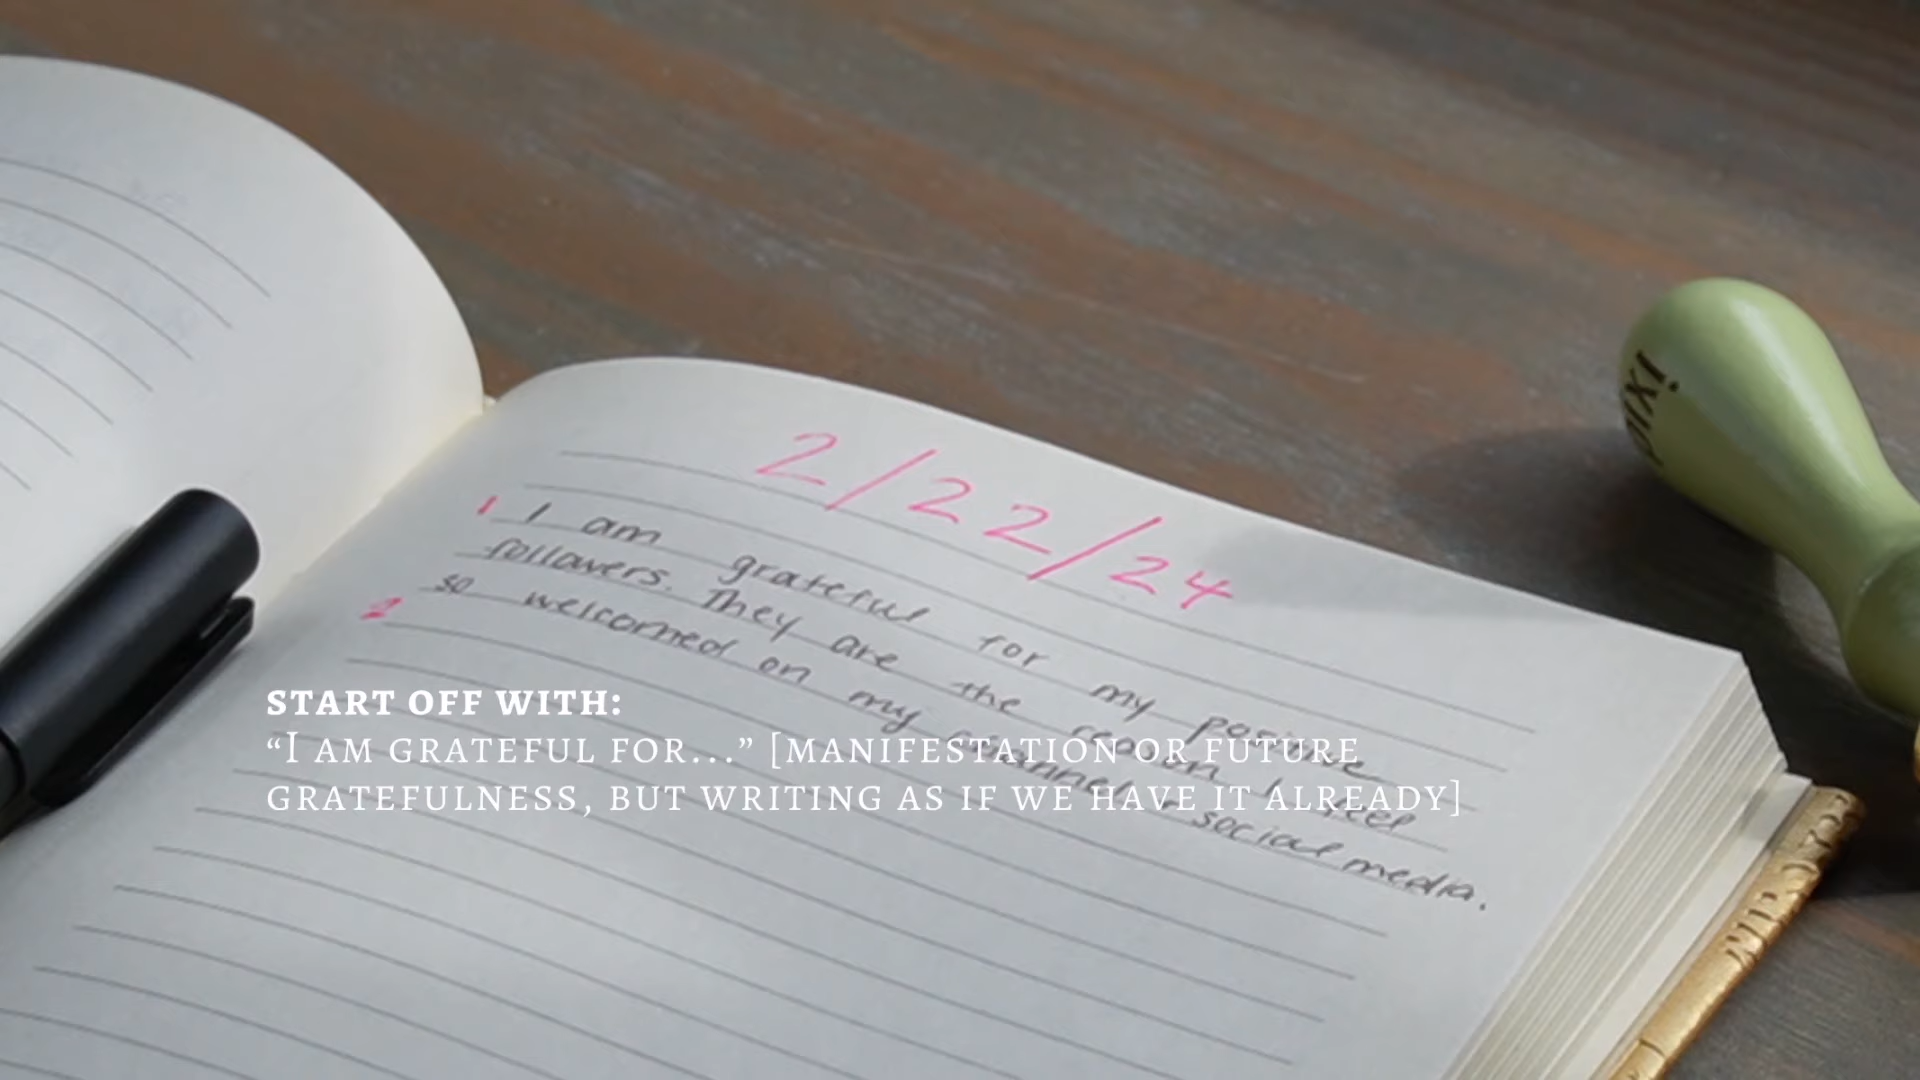 2/22/24
1 I am grateful for my positive
followers. They are the reason I feel
so welcomed on my channel + social media.
2
START OFF WITH:
“I AM GRATEFUL FOR...” [MANIFESTATION OR FUTURE
GRATEFULNESS, BUT WRITING AS IF WE HAVE IT ALREADY]
pixi